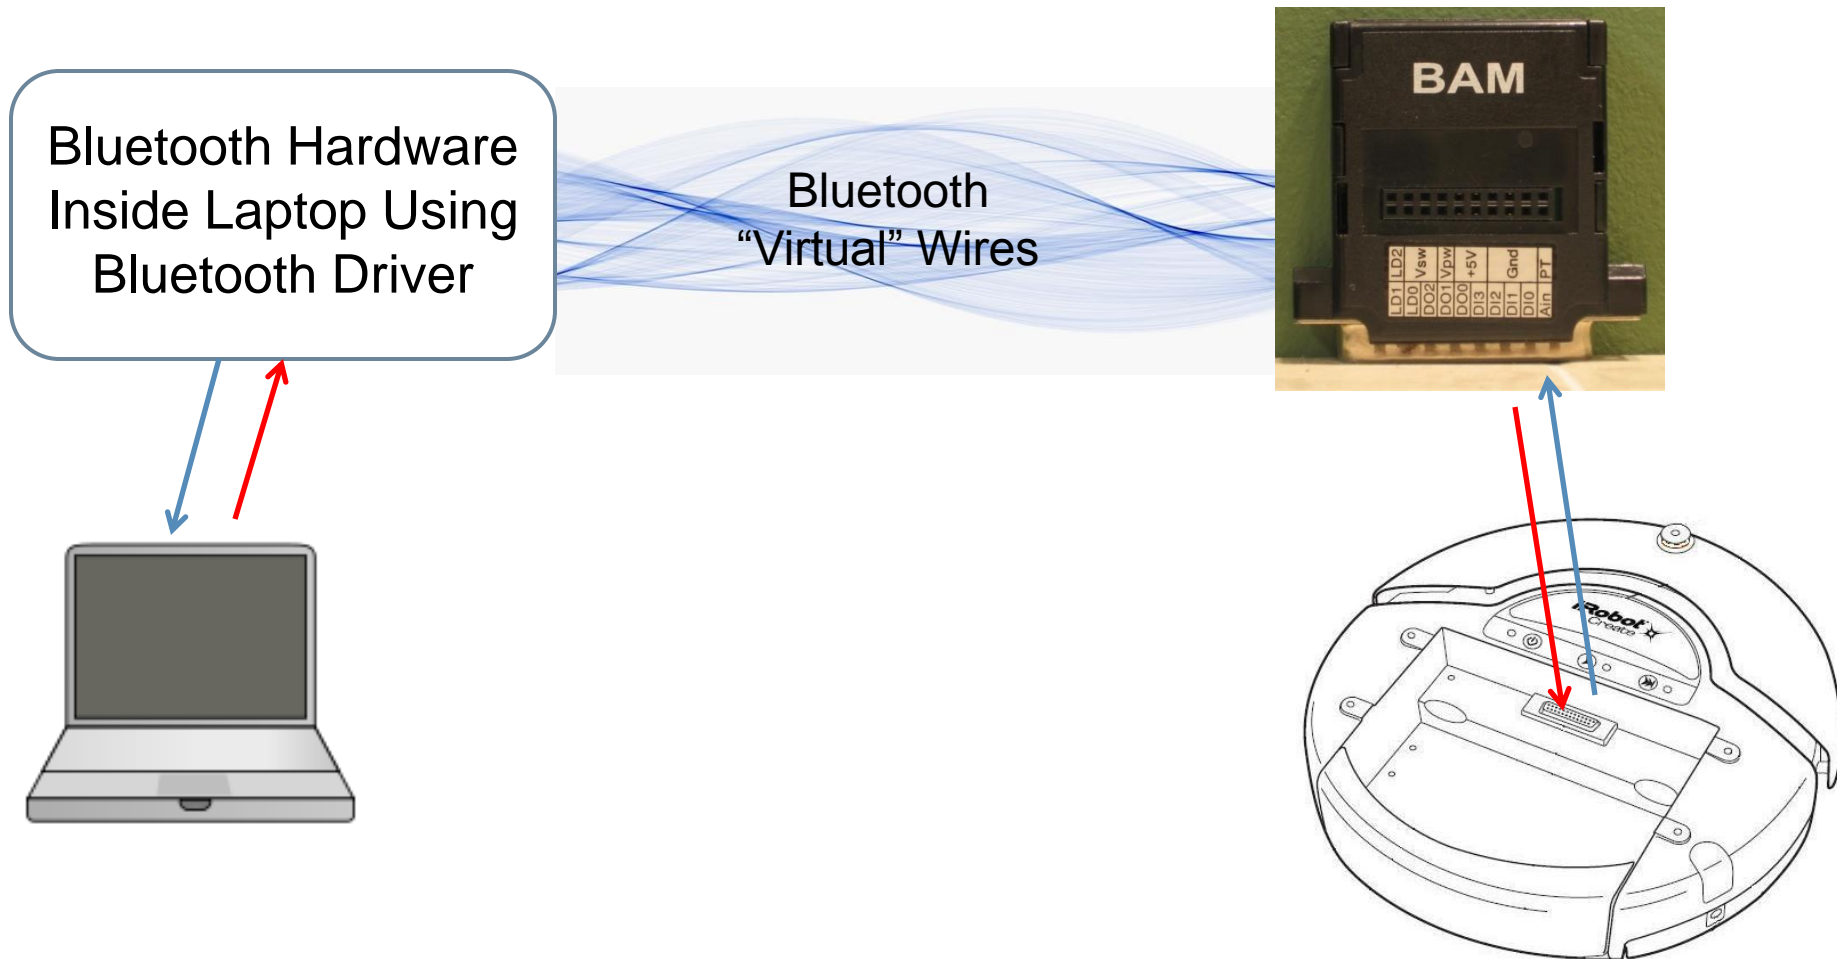 Bluetooth Hardware
Inside Laptop Using
Bluetooth Driver
Bluetooth
“Virtual” Wires
BAM
LD1 LD2
LD0 Vsw
DO2
DO1 Vpw
DO0 +5V
DI3
DI2
DI1 Gnd
DI0
Ain PT
iRobot
Create